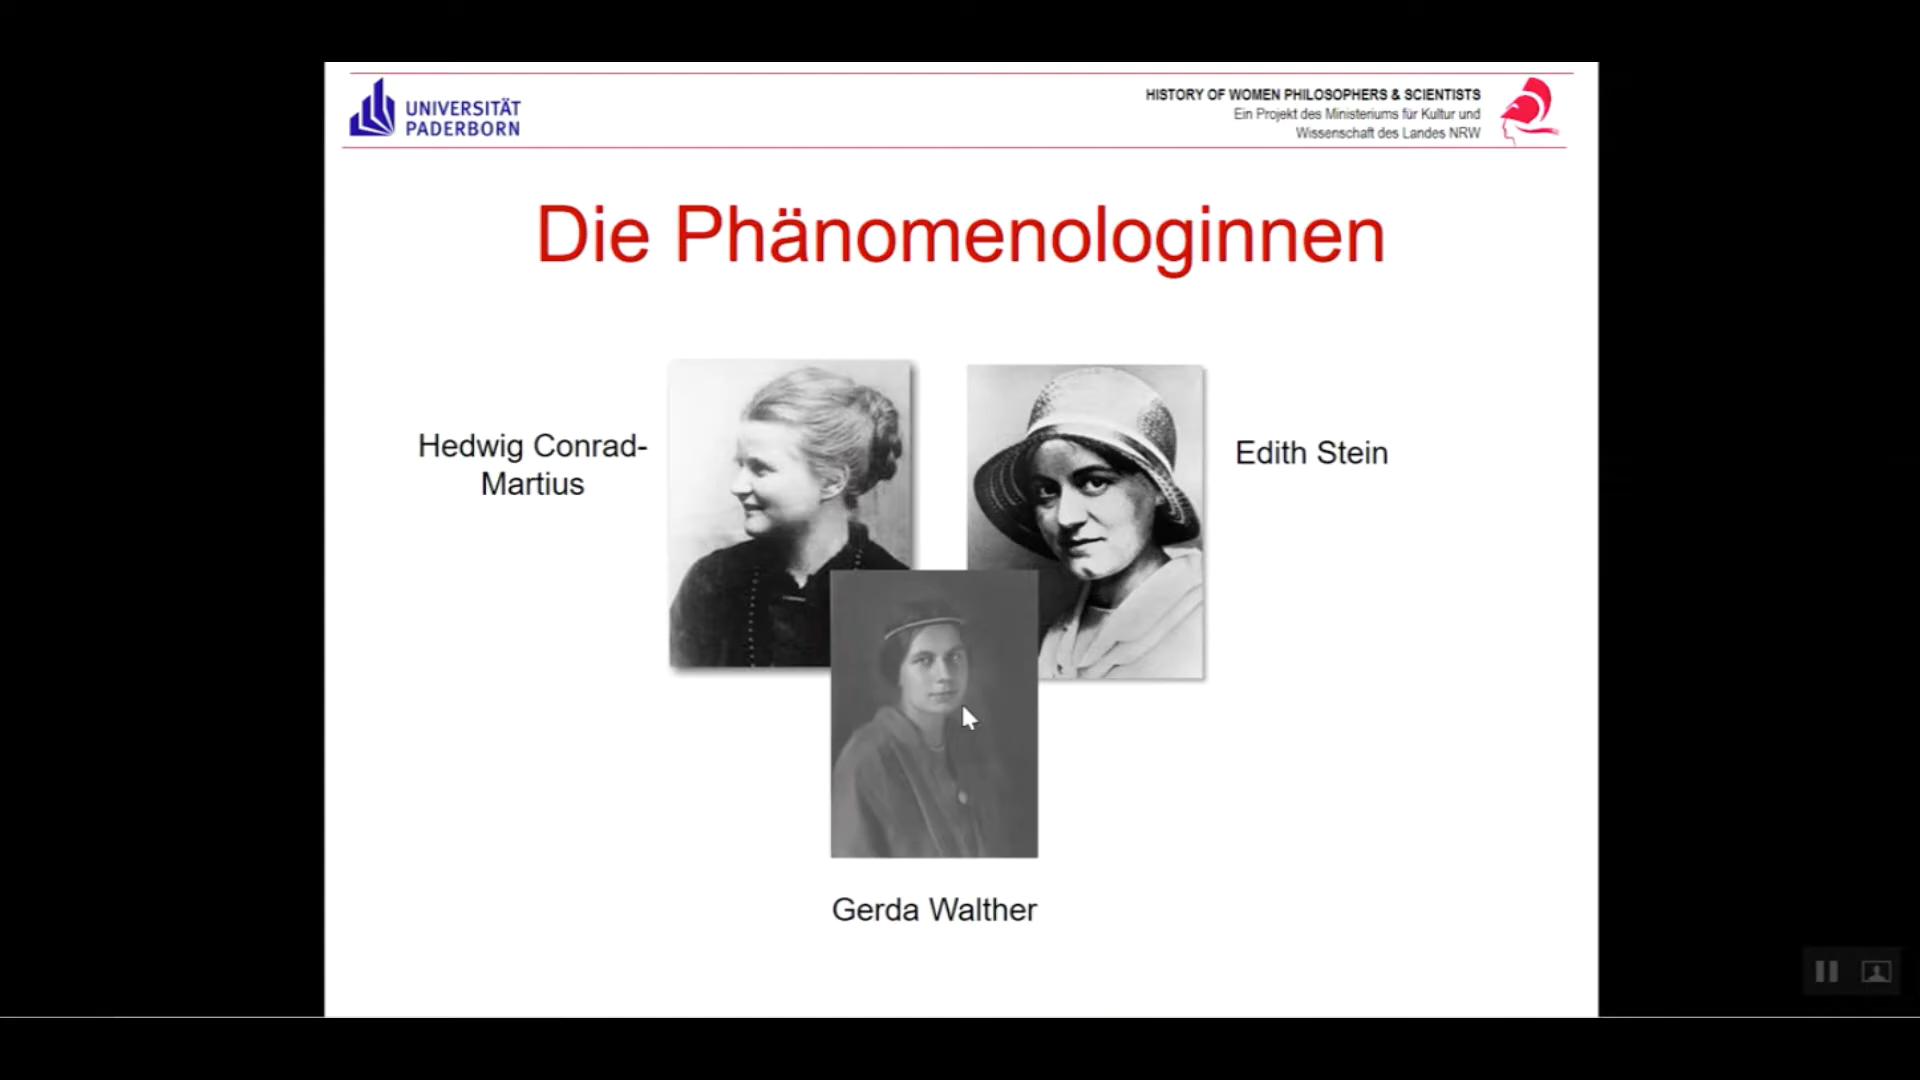 UNIVERSITÄT
PADERBORN
HISTORY OF WOMEN PHILOSOPHERS & SCIENTISTS
Ein Projekt des Ministeriums für Kultur und
Wissenschaft des Landes NRW
Die Phänomenologinnen
Hedwig Conrad-
Martius
Edith Stein
Gerda Walther